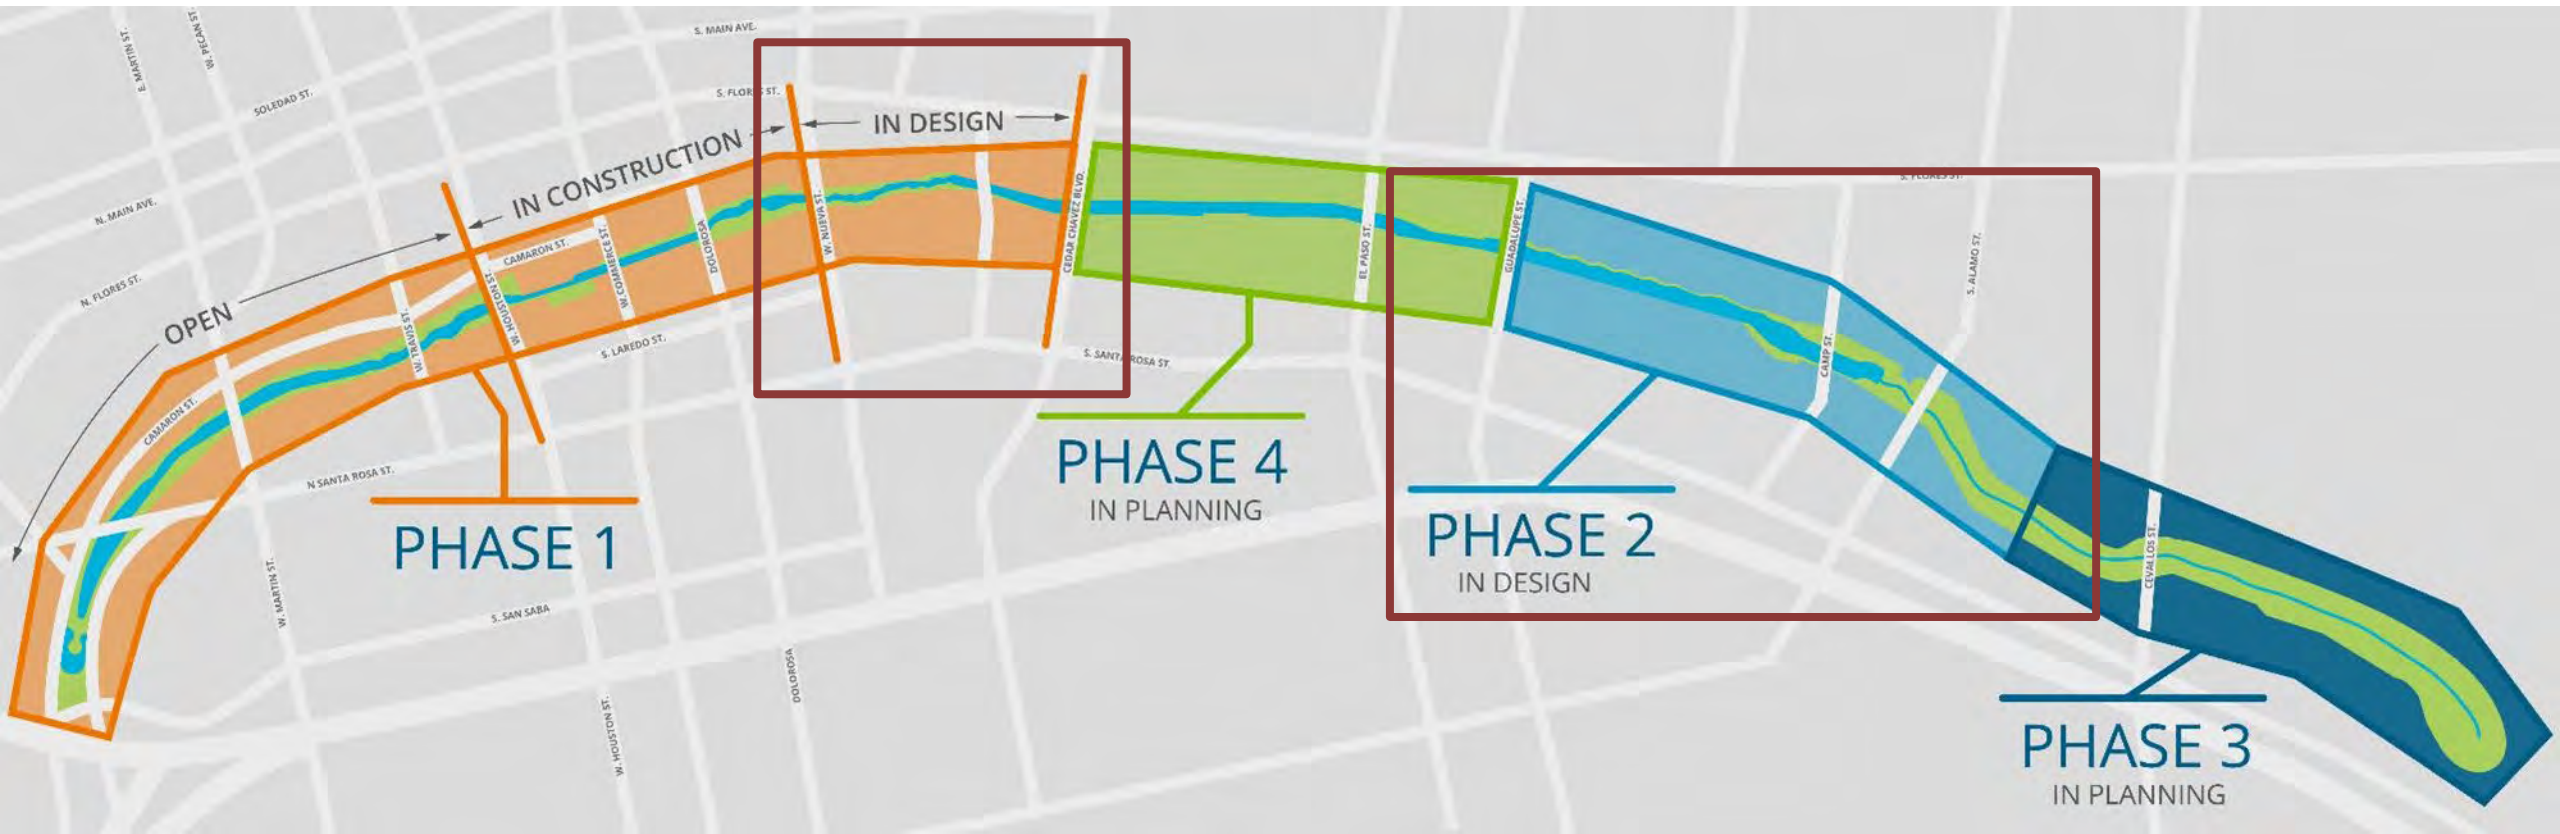 E. MARTIN ST.
W. PECAN ST.
S. MAIN AVE.
SOLEDAD ST.
S. FLORES ST.
IN DESIGN
IN CONSTRUCTION
N. MAIN AVE.
DOLOROSA
W. NUEVA ST.
CEDAR CHAVEZ BLVD.
S. FLORES ST.
GUADALUPE ST.
EL PASO ST.
S. ALAMO ST.
CAMARON ST.
W. COMMERCE ST.
N. FLORES ST.
OPEN
W. HOUSTON ST.
W. TRAVIS ST.
S. LAREDO ST.
S. SANTA ROSA ST.
CAMP ST.
CAMARON ST.
N SANTA ROSA ST.
PHASE 4
IN PLANNING
PHASE 1
PHASE 2
IN DESIGN
CEVALLOS ST.
W. MARTIN ST.
S. SAN SABA
DOLOROSA
W. HOUSTON ST.
PHASE 3
IN PLANNING